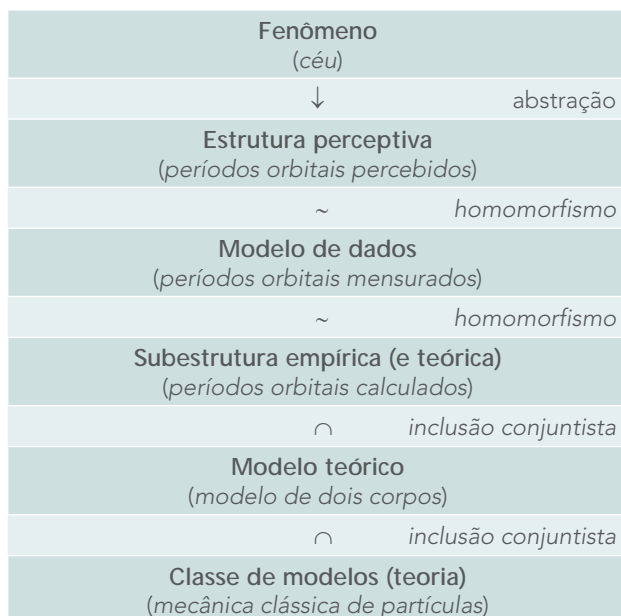 Fenômeno
(céu)
↓ abstração
Estrutura perceptiva
(períodos orbitais percebidos)
~ homomorfismo
Modelo de dados
(períodos orbitais mensurados)
~ homomorfismo
Subestrutura empírica (e teórica)
(períodos orbitais calculados)
∩ inclusão conjuntista
Modelo teórico
(modelo de dois corpos)
∩ inclusão conjuntista
Classe de modelos (teoria)
(mecânica clássica de partículas)